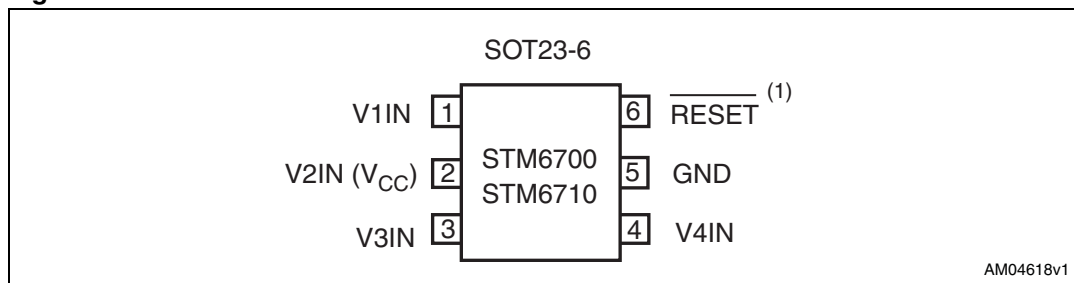 SOT23-6
V1IN 1
6 RESET (1)
V2IN (VCC) 2
STM6700
STM6710
5 GND
V3IN 3
4 V4IN
AM04618v1